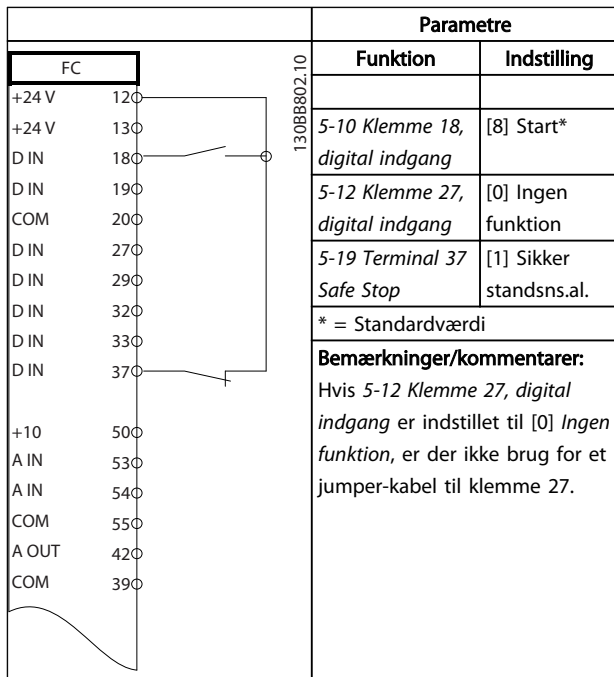 FC
+24 V 12
+24 V 13
D IN 18
D IN 19
COM 20
D IN 27
D IN 29
D IN 32
D IN 33
D IN 37
+10 50
A IN 53
A IN 54
COM 55
A OUT 42
COM 39
130BB802.10
Parametre
Funktion Indstilling
5-10 Klemme 18, [8] Start*
digital indgang
5-12 Klemme 27, [0] Ingen
digital indgang funktion
5-19 Terminal 37 [1] Sikker
Safe Stop standsns.al.
* = Standardværdi
Bemærkninger/kommentarer:
Hvis 5-12 Klemme 27, digital
indgang er indstillet til [0] Ingen
funktion, er der ikke brug for et
jumper-kabel til klemme 27.